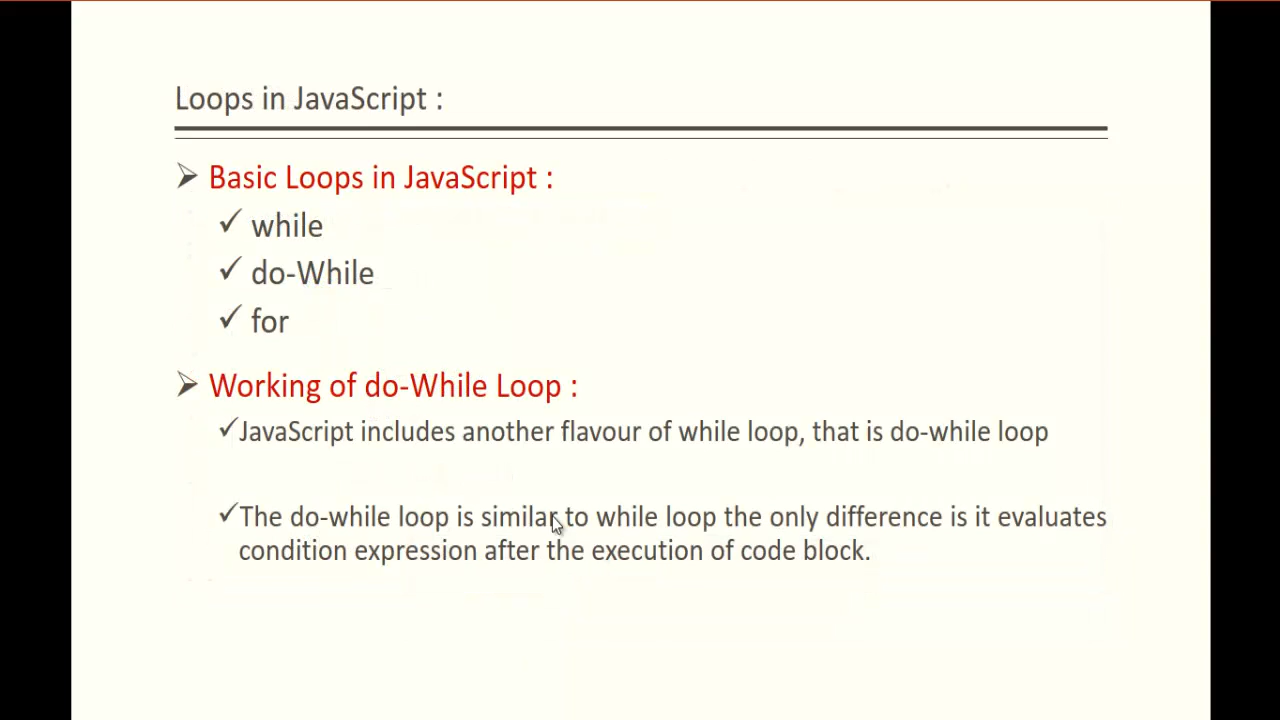 Loops in JavaScript :
Basic Loops in JavaScript :
while
do-While
for
Working of do-While Loop :
JavaScript includes another flavour of while loop, that is do-while loop
The do-while loop is similar to while loop the only difference is it evaluates
condition expression after the execution of code block.